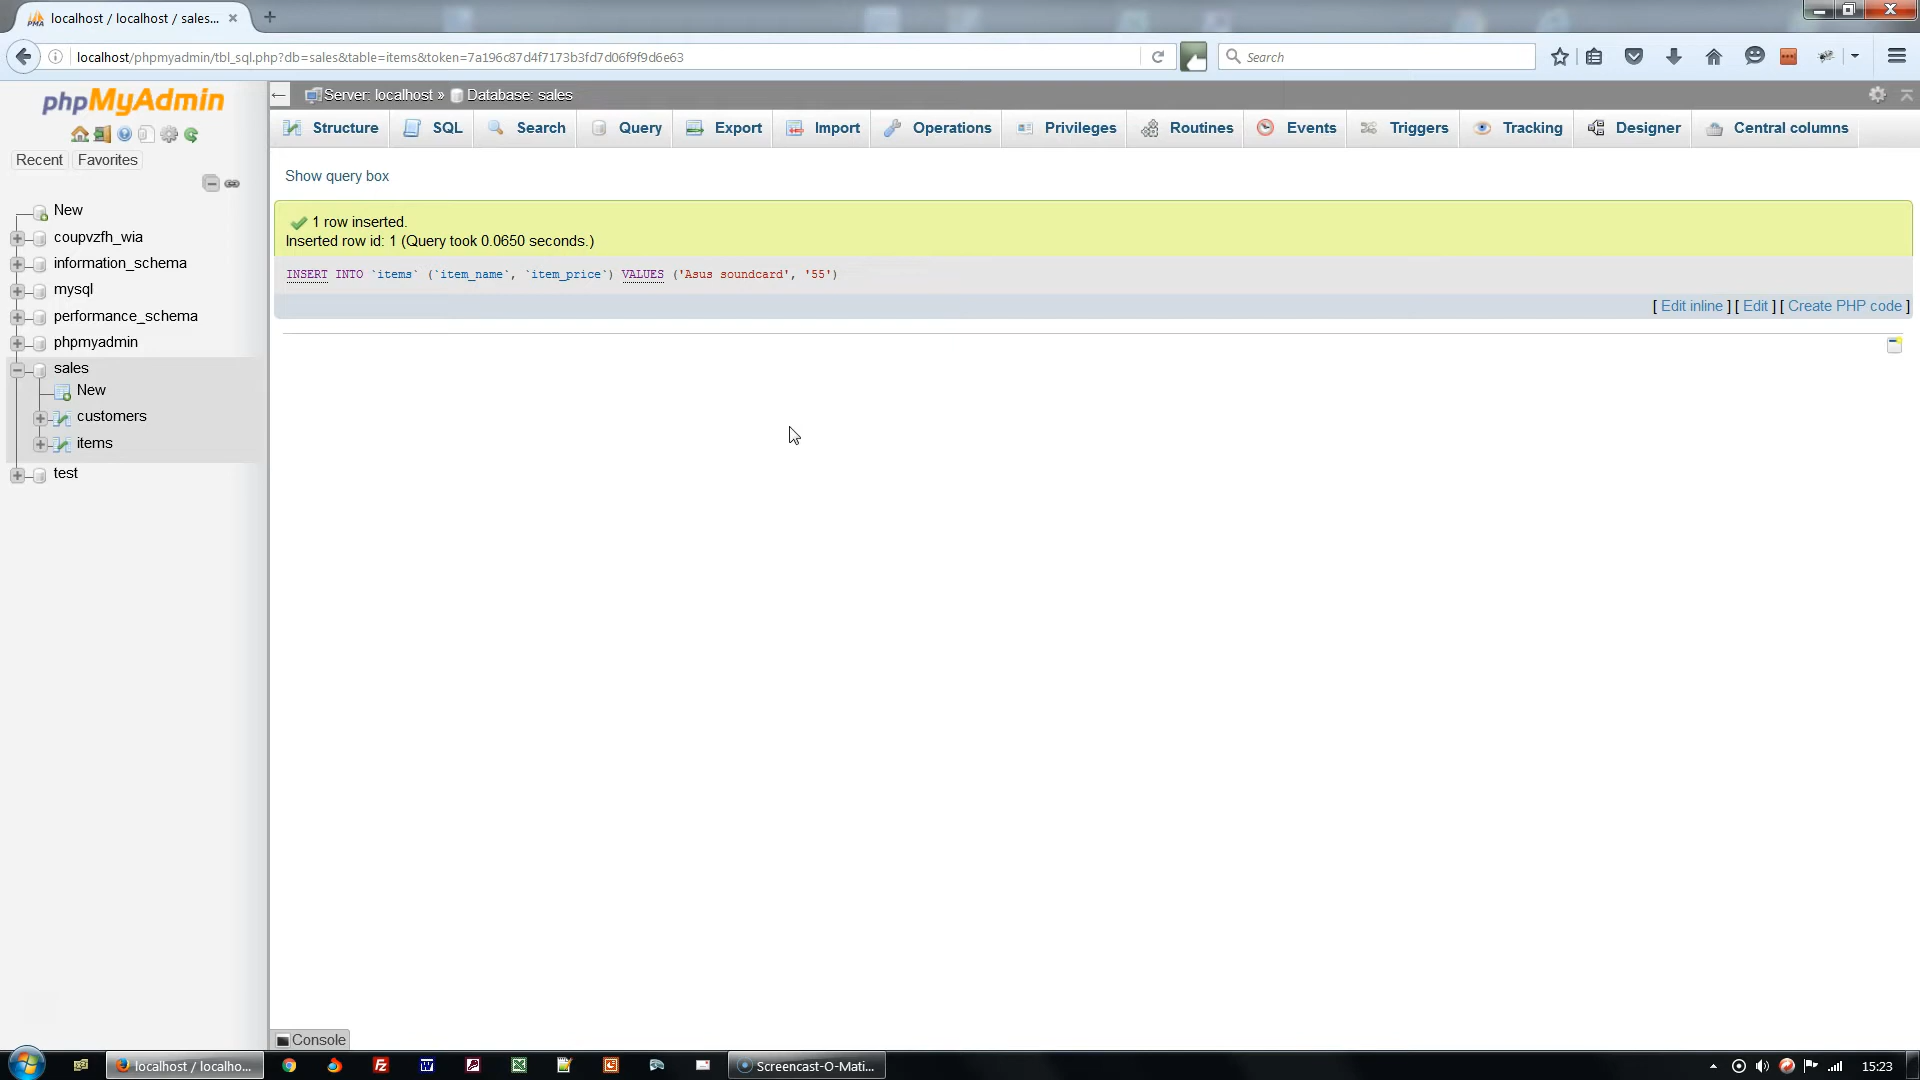 localhost / localhost / sales...
localhost/phpmyadmin/tbl_sql.php?db=sales&table=items&token=7a196c87d4f7173b3fd7d06f9f9d6e63
Search
phpMyAdmin
Recent
Favorites
New
coupvzfh_wia
information_schema
mysql
performance_schema
phpmyadmin
sales
New
customers
items
test
Server: localhost » Database: sales
Structure
SQL
Search
Query
Export
Import
Operations
Privileges
Routines
Events
Triggers
Tracking
Designer
Central columns
Show query box
1 row inserted.
Inserted row id: 1 (Query took 0.0650 seconds.)
INSERT INTO `items` (`item_name`, `item_price`) VALUES ('Asus soundcard', '55')
[ Edit inline ] [ Edit ] [ Create PHP code ]
Console
localhost / localho...
Screencast-O-Mati...
15:23